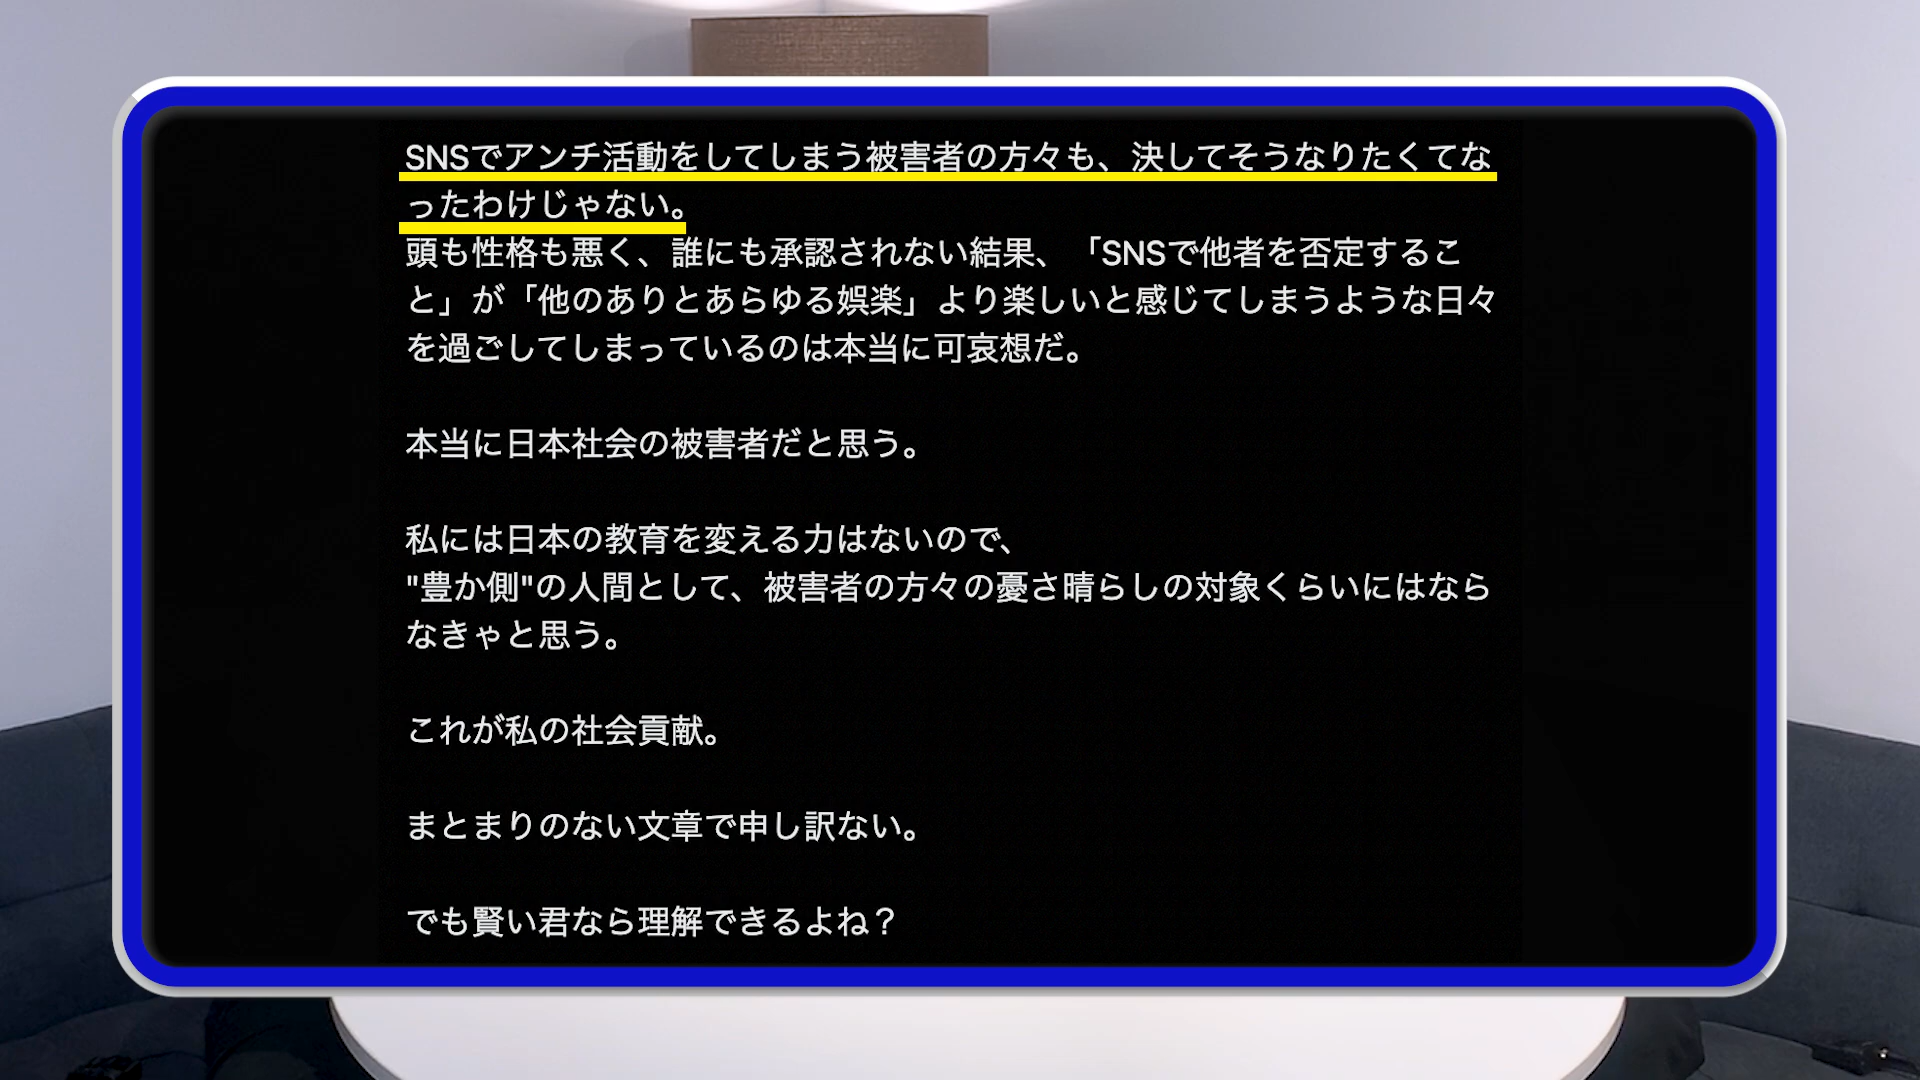 SNSでアンチ活動をしてしまう被害者の方々も、決してそうなりたくてな
ったわけじゃない。
頭も性格も悪く、誰にも承認されない結果、「SNSで他者を否定するこ
と」が「他のありとあらゆる娯楽」より楽しいと感じてしまうような日々
を過ごしてしまっているのは本当に可哀想だ。
本当に日本社会の被害者だと思う。
私には日本の教育を変える力はないので、
"豊か側"の人間として、被害者の方々の憂さ晴らしの対象くらいにはなら
なきゃと思う。
これが私の社会貢献。
まとまりのない文章で申し訳ない。
でも賢い君なら理解できるよね？